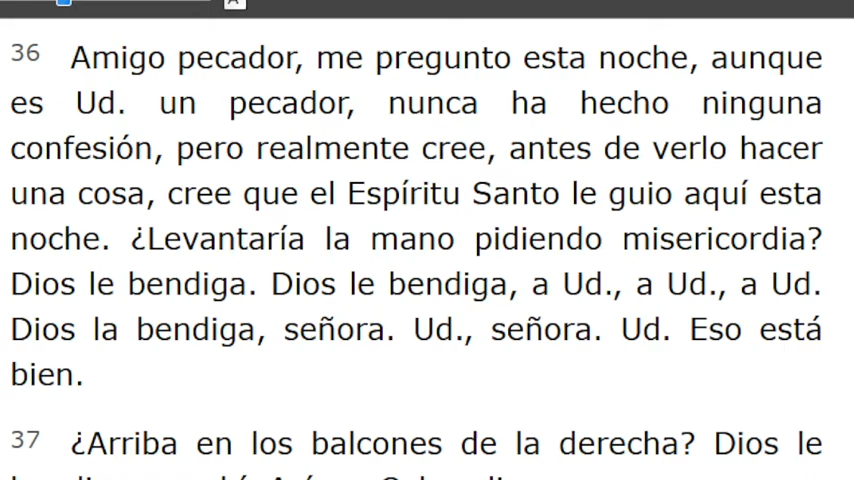 36 Amigo pecador, me pregunto esta noche, aunque
es Ud. un pecador, nunca ha hecho ninguna
confesión, pero realmente cree, antes de verlo hacer
una cosa, cree que el Espíritu Santo le guio aquí esta
noche. ¿Levantaría la mano pidiendo misericordia?
Dios le bendiga. Dios le bendiga, a Ud., a Ud., a Ud.
Dios la bendiga, señora. Ud., señora. Ud. Eso está
bien.
37 ¿Arriba en los balcones de la derecha? Dios le